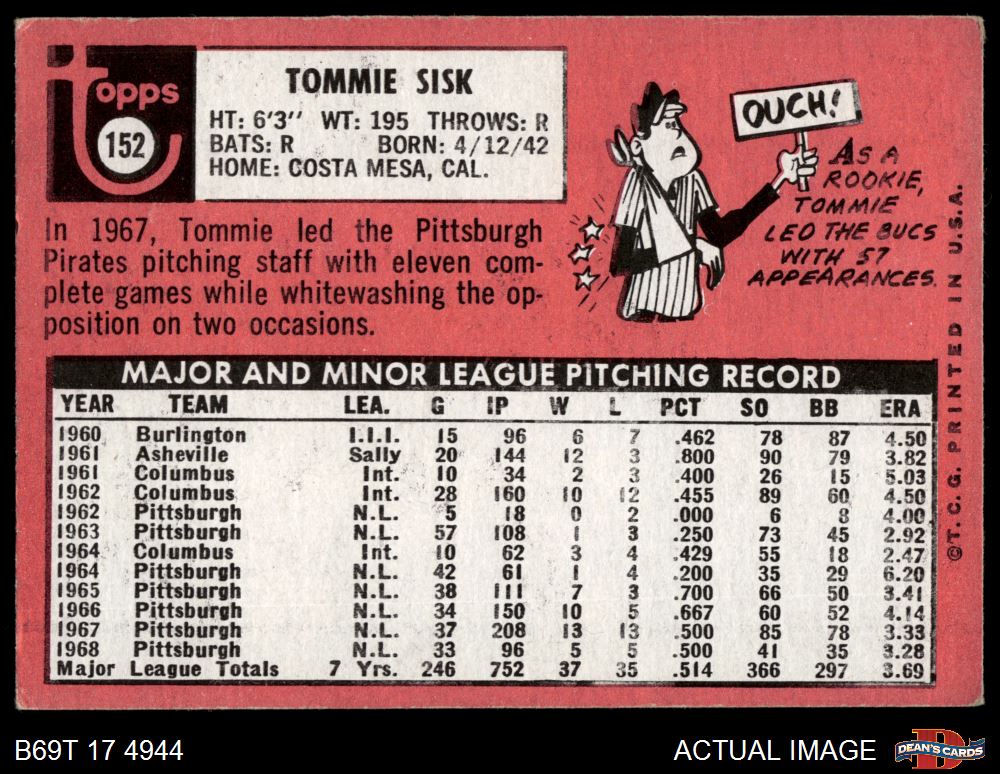 topps
152
TOMMIE SISK
HT: 6'3" WT: 195 THROWS: R
BATS: R BORN: 4/12/42
HOME: COSTA MESA, CAL.
In 1967, Tommie led the Pittsburgh
Pirates pitching staff with eleven com-
plete games while whitewashing the op-
position on two occasions.
OUCH!
AS A
ROOKIE,
TOMMIE
LED THE BUCS
WITH 57
APPEARANCES.
MAJOR AND MINOR LEAGUE PITCHING RECORD
YEAR TEAM LEA. G IP W L PCT SO BB ERA
1960 Burlington I.I.I. 15 96 6 7 .462 78 87 4.50
1961 Asheville Sally 20 144 12 3 .800 90 79 3.82
1961 Columbus Int. 10 34 2 3 .400 26 15 5.03
1962 Columbus Int. 28 160 10 12 .455 89 60 4.50
1962 Pittsburgh N.L. 5 18 0 2 .000 6 8 4.00
1963 Pittsburgh N.L. 57 108 1 3 .250 73 45 2.92
1964 Columbus Int. 10 62 3 4 .429 55 18 2.47
1964 Pittsburgh N.L. 42 61 1 4 .200 35 29 6.20
1965 Pittsburgh N.L. 38 111 7 3 .700 66 50 3.41
1966 Pittsburgh N.L. 34 150 10 5 .667 60 52 4.14
1967 Pittsburgh N.L. 37 208 13 13 .500 85 78 3.33
1968 Pittsburgh N.L. 33 96 5 5 .500 41 35 3.28
Major League Totals 7 Yrs. 246 752 37 35 .514 366 297 3.69
©T.C.G. PRINTED IN U.S.A.
B69T 17 4944
ACTUAL IMAGE
D
DEAN'S CARDS